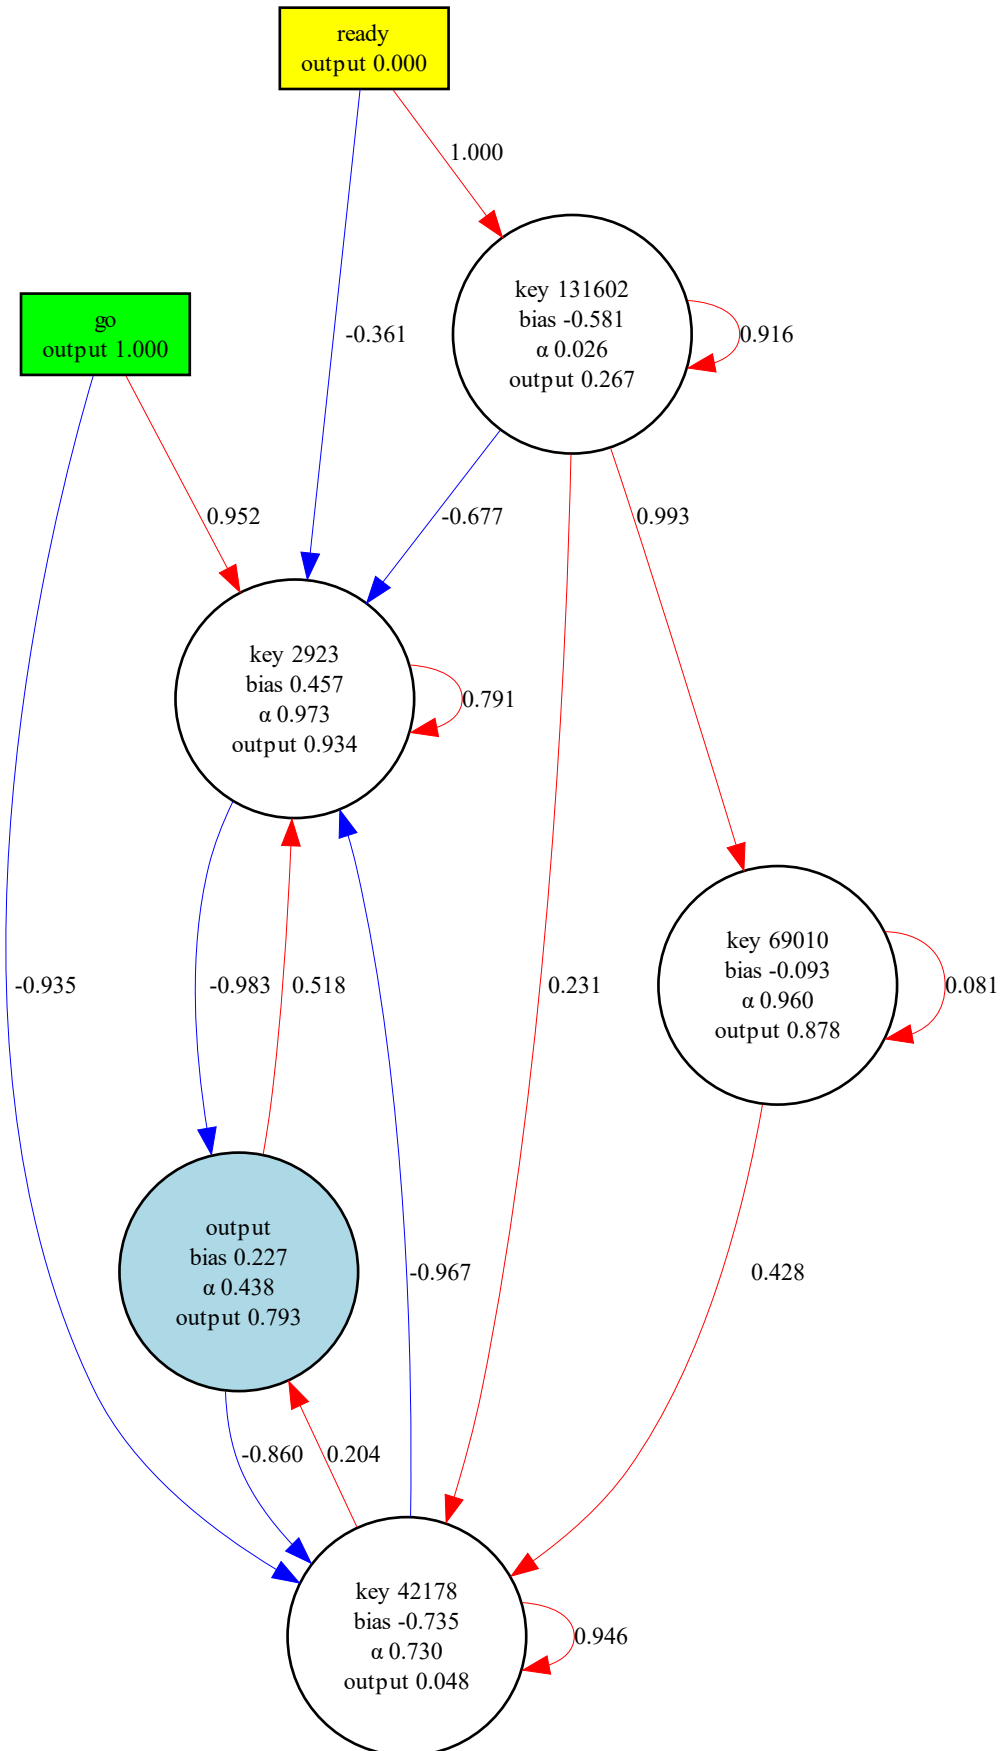 ready
output 0.000
1.000
key 131602
bias -0.581
α 0.026
output 0.267
0.916
-0.361
go
output 1.000
0.952
-0.677
0.993
key 2923
bias 0.457
α 0.973
output 0.934
0.791
key 69010
bias -0.093
α 0.960
output 0.878
0.081
-0.935
-0.983
0.518
0.231
output
bias 0.227
α 0.438
output 0.793
-0.967
0.428
-0.860
0.204
key 42178
bias -0.735
α 0.730
output 0.048
0.946